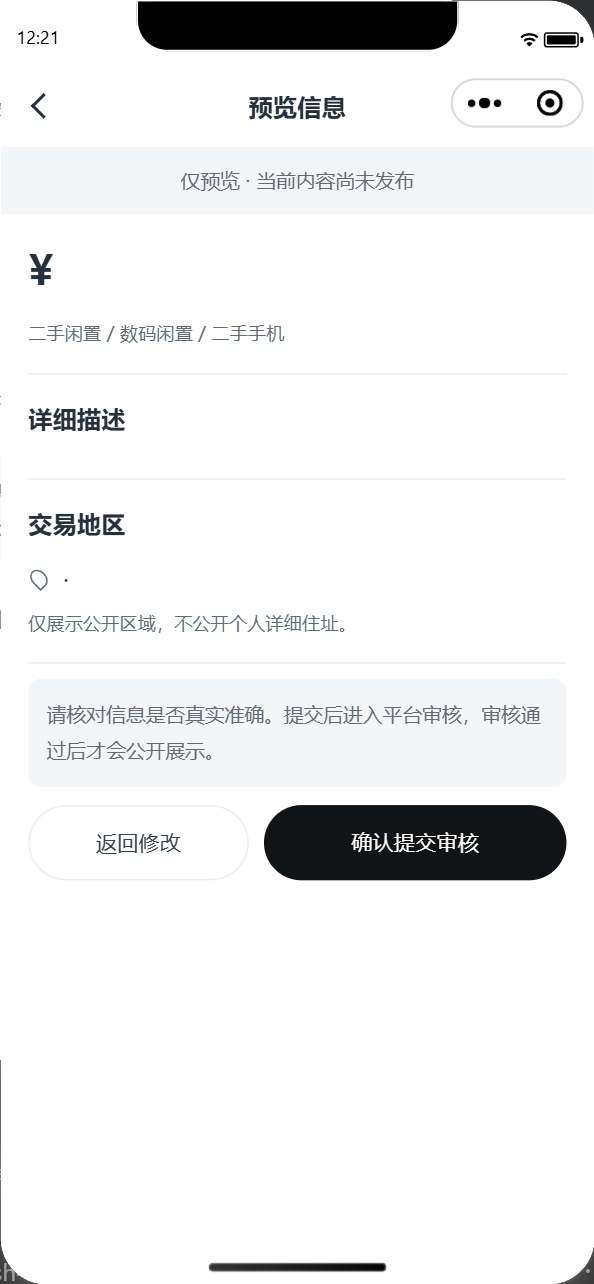 12:21
预览信息
仅预览 · 当前内容尚未发布
¥
二手闲置 / 数码闲置 / 二手手机
详细描述
交易地区
·
仅展示公开区域，不公开个人详细住址。
请核对信息是否真实准确。提交后进入平台审核，审核通
过后才会公开展示。
返回修改
确认提交审核